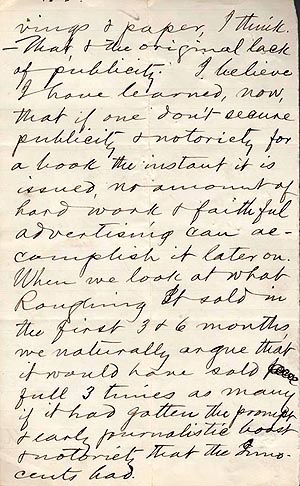 vings & paper, I think.
— That, & the original lack
of publicity. I believe
I have learned, now,
that if one don't secure
publicity & notoriety for
a book the instant it is
issued, no amount of
hard work & faithful
advertising can ac-
complish it later on.
When we look at what
Roughing It sold in
the first 3 & 6 months,
we naturally argue that
it would have sold
full 3 times as many
if it had gotten the prompt
& early journalistic boost
& notoriety that the Inno-
cents had.